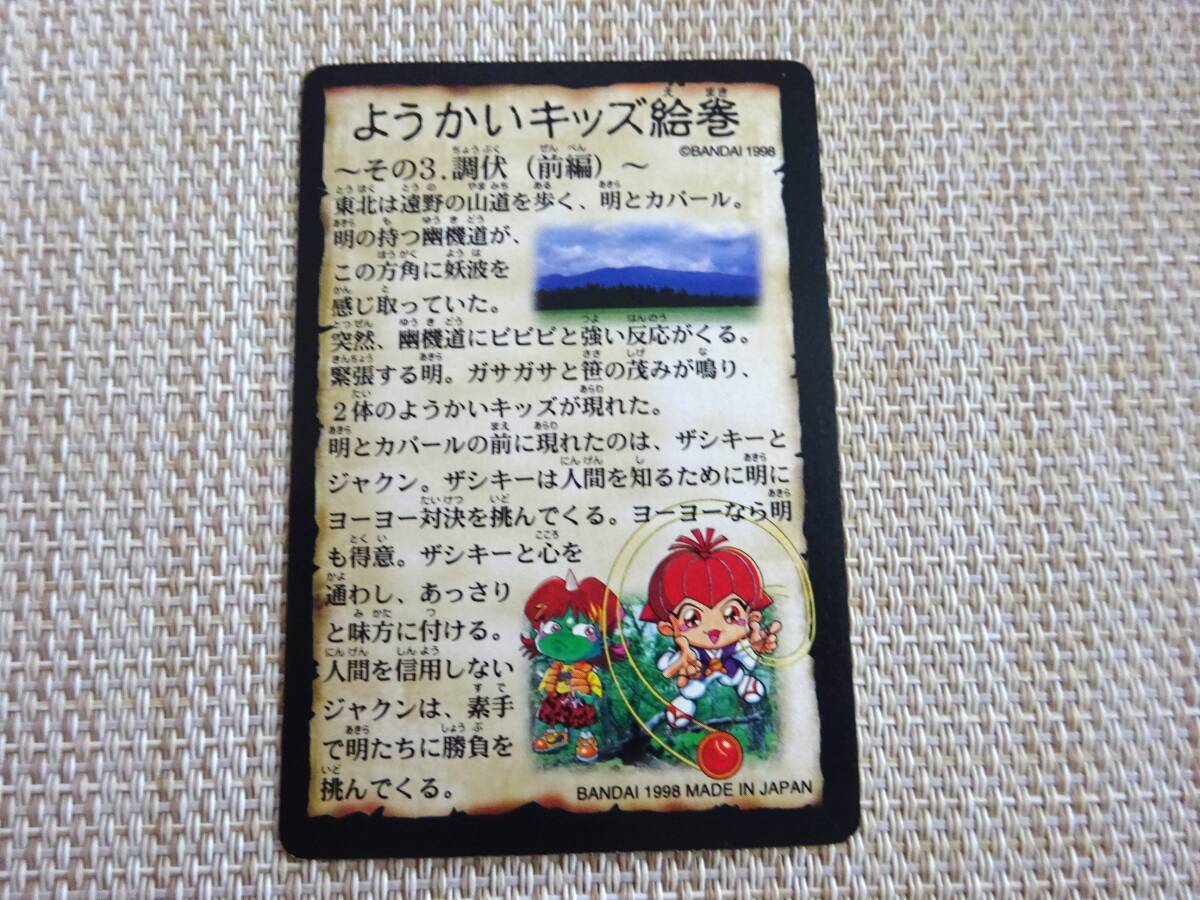 ようかいキッズ絵巻
©BANDAI 1998
～その3.調伏（前編）～
東北は遠野の山道を歩く、明とカバール。
明の持つ幽機道が、
この方角に妖波を
感じ取っていた。
突然、幽機道にビビビと強い反応がくる。
緊張する明。ガサガサと笹の茂みが鳴り、
２体のようかいキッズが現れた。
明とカバールの前に現れたのは、ザシキーと
ジャクン。ザシキーは人間を知るために明に
ヨーヨー対決を挑んでくる。ヨーヨーなら明
も得意。ザシキーと心を
通わし、あっさり
と味方に付ける。
人間を信用しない
ジャクンは、素手
で明たちに勝負を
挑んでくる。
BANDAI 1998 MADE IN JAPAN